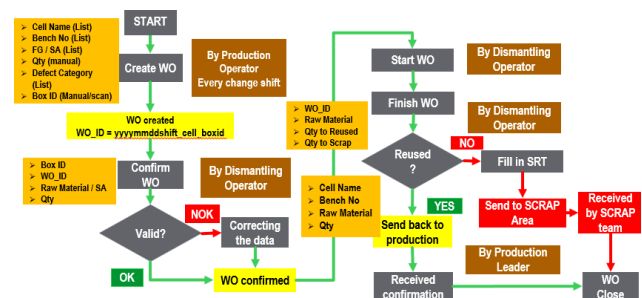 ➢ Cell Name (List)
➢ Bench No (List)
➢ FG / SA (List)
➢ Qty (manual)
➢ Defect Category
(List)
➢ Box ID (Manual/scan)
START
Create WO
By Production
Operator
Every change shift
WO created
WO_ID = yyyymmddshift_cell_boxid
➢ Box ID
➢ WO_ID
➢ Raw Material / SA
➢ Qty
Confirm
WO
By Dismantling
Operator
Valid?
NOK
Correcting
the data
OK
WO confirmed
Start WO
By Dismantling
Operator
Finish WO
➢ WO_ID
➢ Raw Material
➢ Qty to Reused
➢ Qty to Scrap
By Dismantling
Operator
Reused
?
NO
Fill in SRT
➢ Cell Name
➢ Bench No
➢ Raw Material
➢ Qty
YES
Send to SCRAP
Area
Received
by SCRAP
team
Send back to
production
By Production
Leader
Received
confirmation
WO
Close